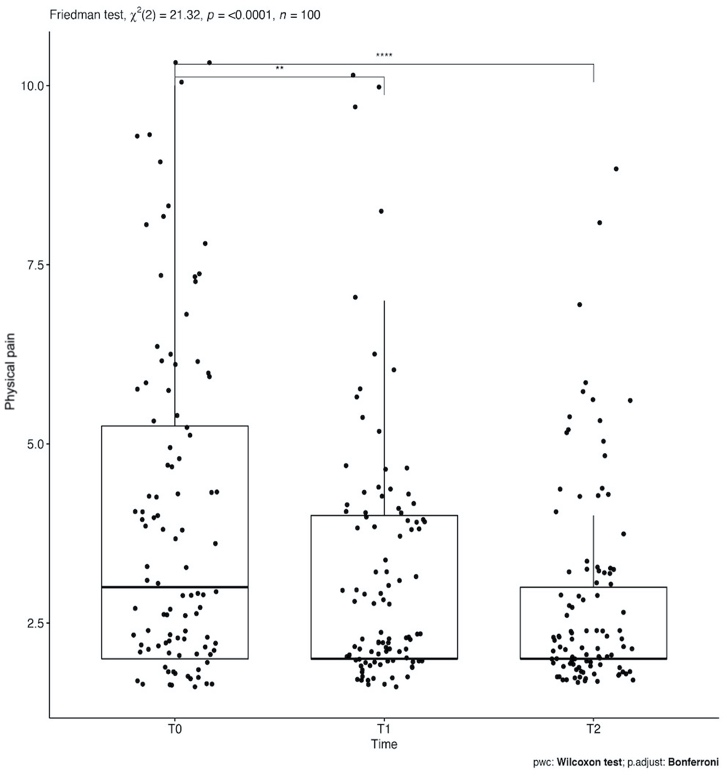 Friedman test, χ²(2) = 21.32, p = <0.0001, n = 100
****
**
10.0
7.5
5.0
2.5
Physical pain
T0 T1 T2
Time
pwc: Wilcoxon test; p.adjust: Bonferroni